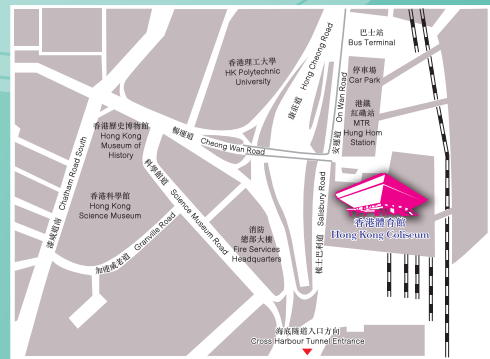 巴士站
Bus Terminal
香港理工大學
HK Polytechnic
University
康莊道 Hong Cheong Road
停車場
Car Park
安運道 On Wan Road
港鐵
紅磡站
MTR
Hung Hom
Station
香港歷史博物館
Hong Kong
Museum of
History
暢運道 Cheong Wan Road
科學館道 Science Museum Road
漆咸道南 Chatham Road South
香港科學館
Hong Kong
Science Museum
加連威老道 Granville Road
消防
總部大樓
Fire Services
Headquarters
梳士巴利道 Salisbury Road
香港體育館
Hong Kong Coliseum
海底隧道入口方向
Cross Harbour Tunnel Entrance